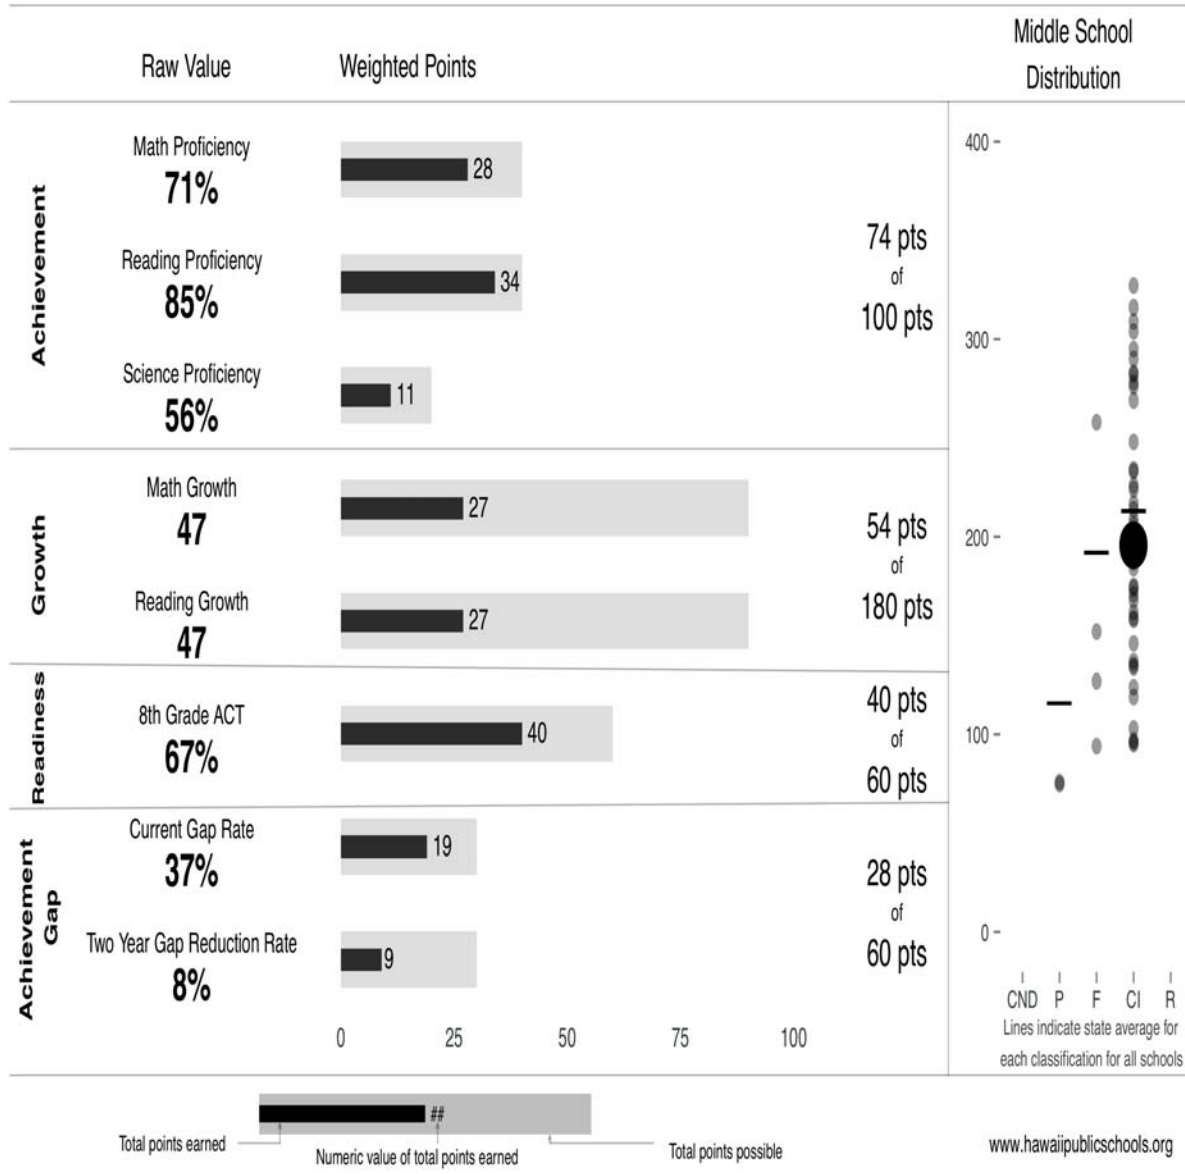 Raw Value
Weighted Points
Middle School
Distribution
Achievement
Math Proficiency
71%
28
Reading Proficiency
85%
34
Science Proficiency
56%
11
74 pts
of
100 pts
Growth
Math Growth
47
27
Reading Growth
47
27
54 pts
of
180 pts
Readiness
8th Grade ACT
67%
40
40 pts
of
60 pts
Achievement
Gap
Current Gap Rate
37%
19
Two Year Gap Reduction Rate
8%
9
28 pts
of
60 pts
0 25 50 75 100
400
300
200
100
0
CND P F CI R
Lines indicate state average for
each classification for all schools
##
Total points earned
Numeric value of total points earned
Total points possible
www.hawaiipublicschools.org